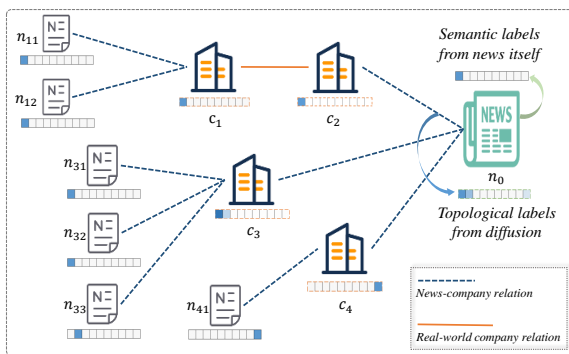 n11
n12
c1
c2
Semantic labels
from news itself
NEWS
n0
Topological labels
from diffusion
n31
n32
n33
c3
n41
c4
N
N
N
N
N
N
News-company relation
Real-world company relation